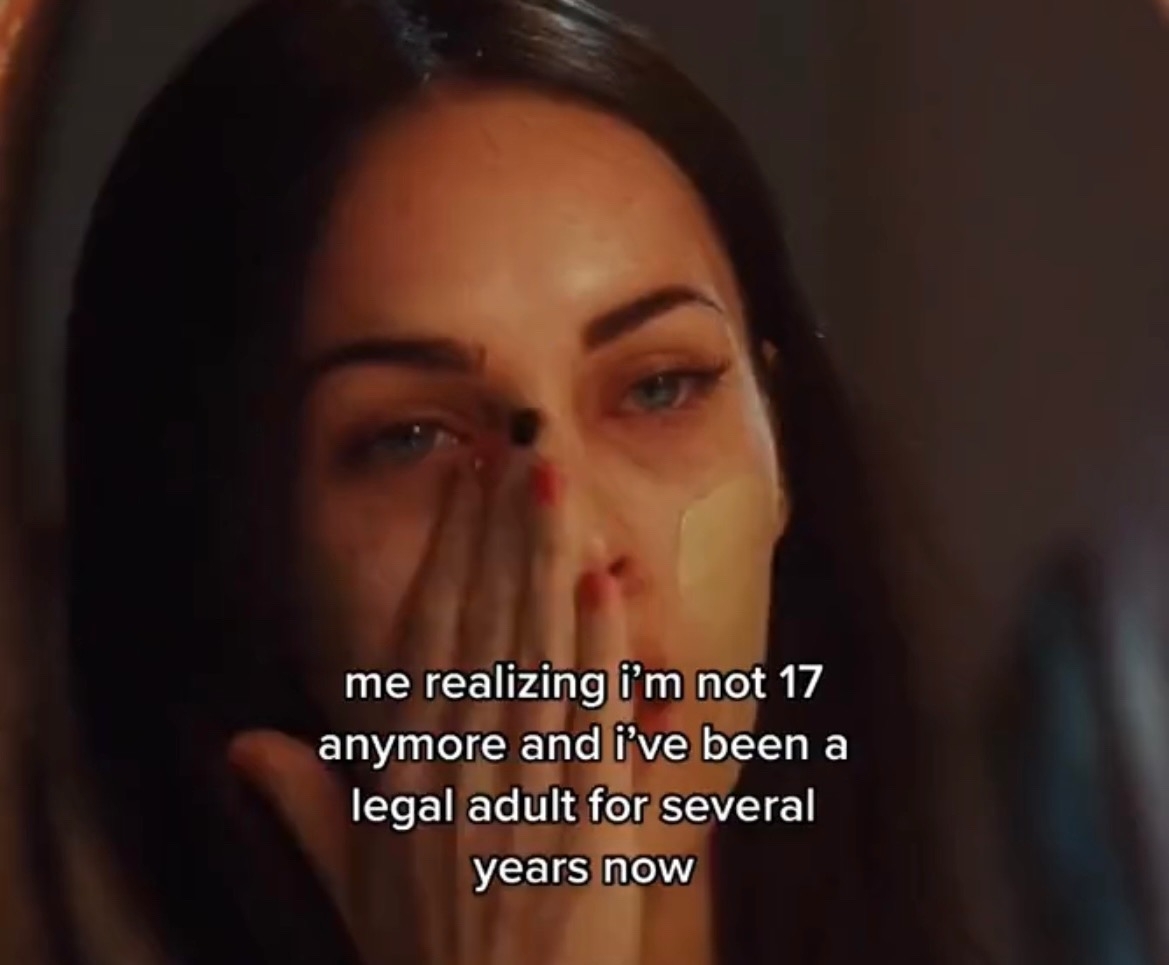 me realizing i'm not 17
anymore and i've been a
legal adult for several
years now